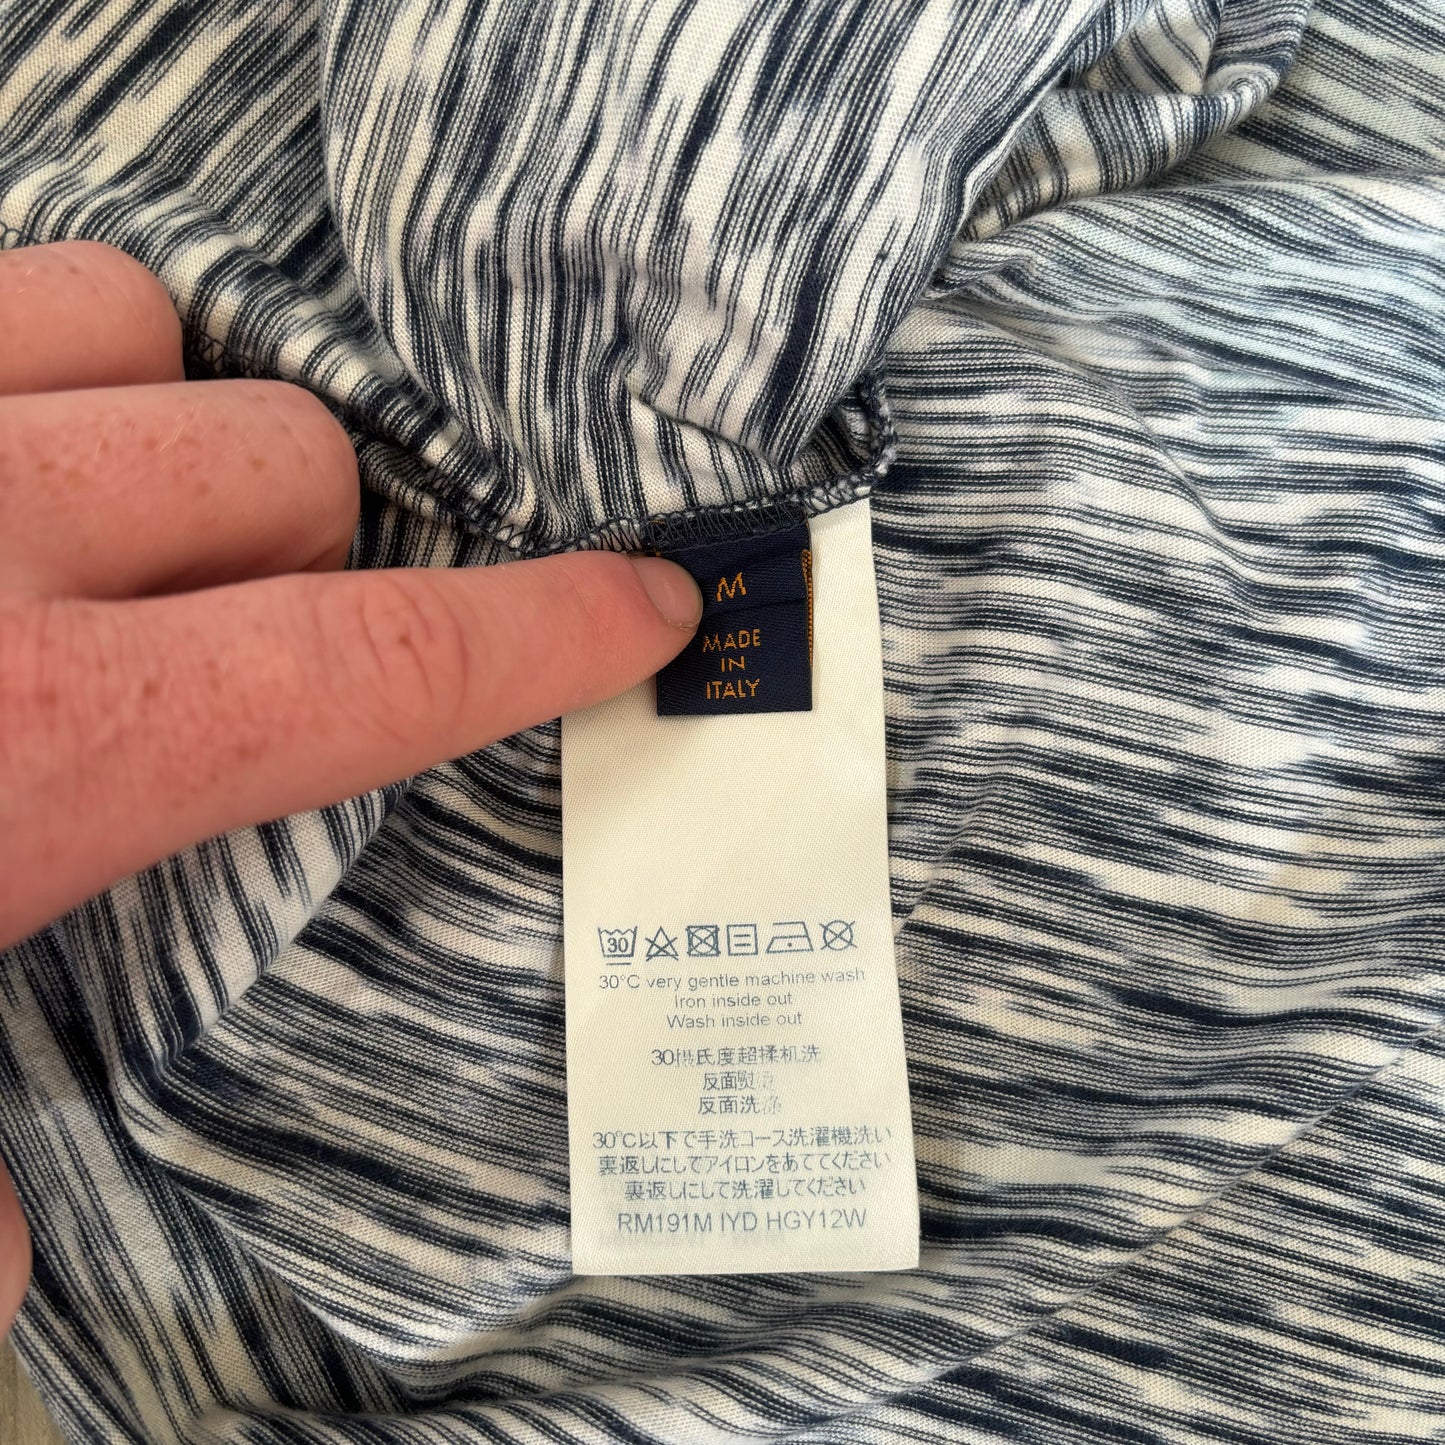 M
MADE
IN
ITALY
30
30°C very gentle machine wash
Iron inside out
Wash inside out
30摄氏度超揉机洗
反面熨
反面洗涤
30℃以下で手洗コース洗濯機洗い
裏返しにしてアイロンをあててください
裏返しにして洗濯してください
RM191M IYD HGY12W